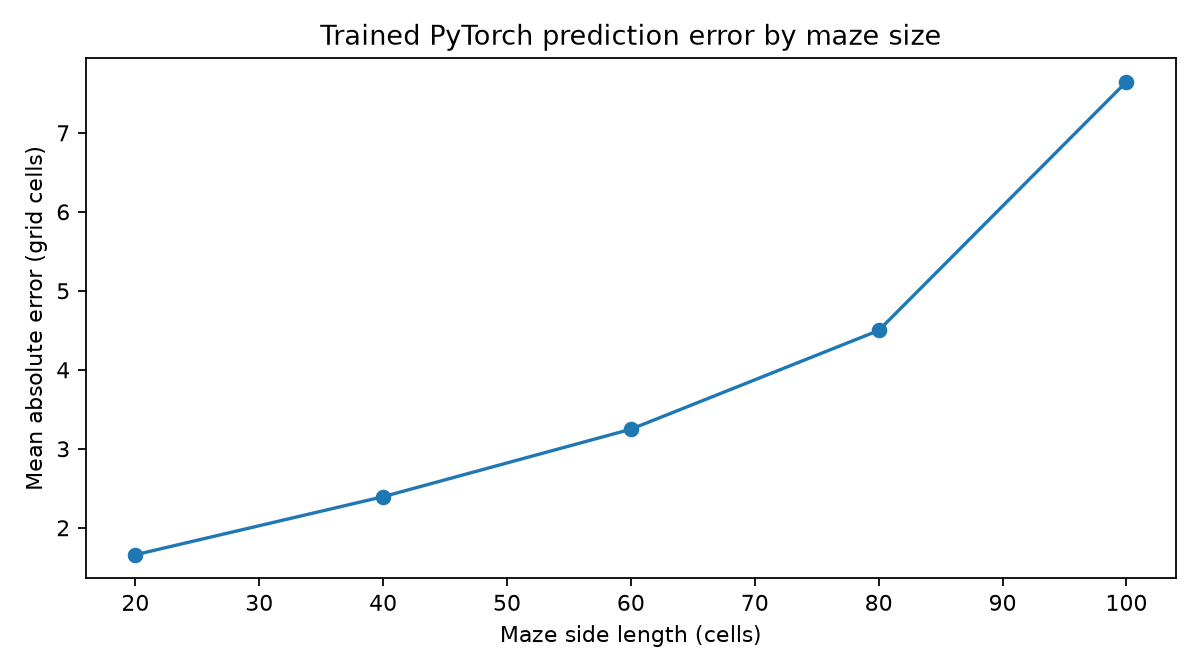 Trained PyTorch prediction error by maze size
Mean absolute error (grid cells)
7
6
5
4
3
2
20 30 40 50 60 70 80 90 100
Maze side length (cells)